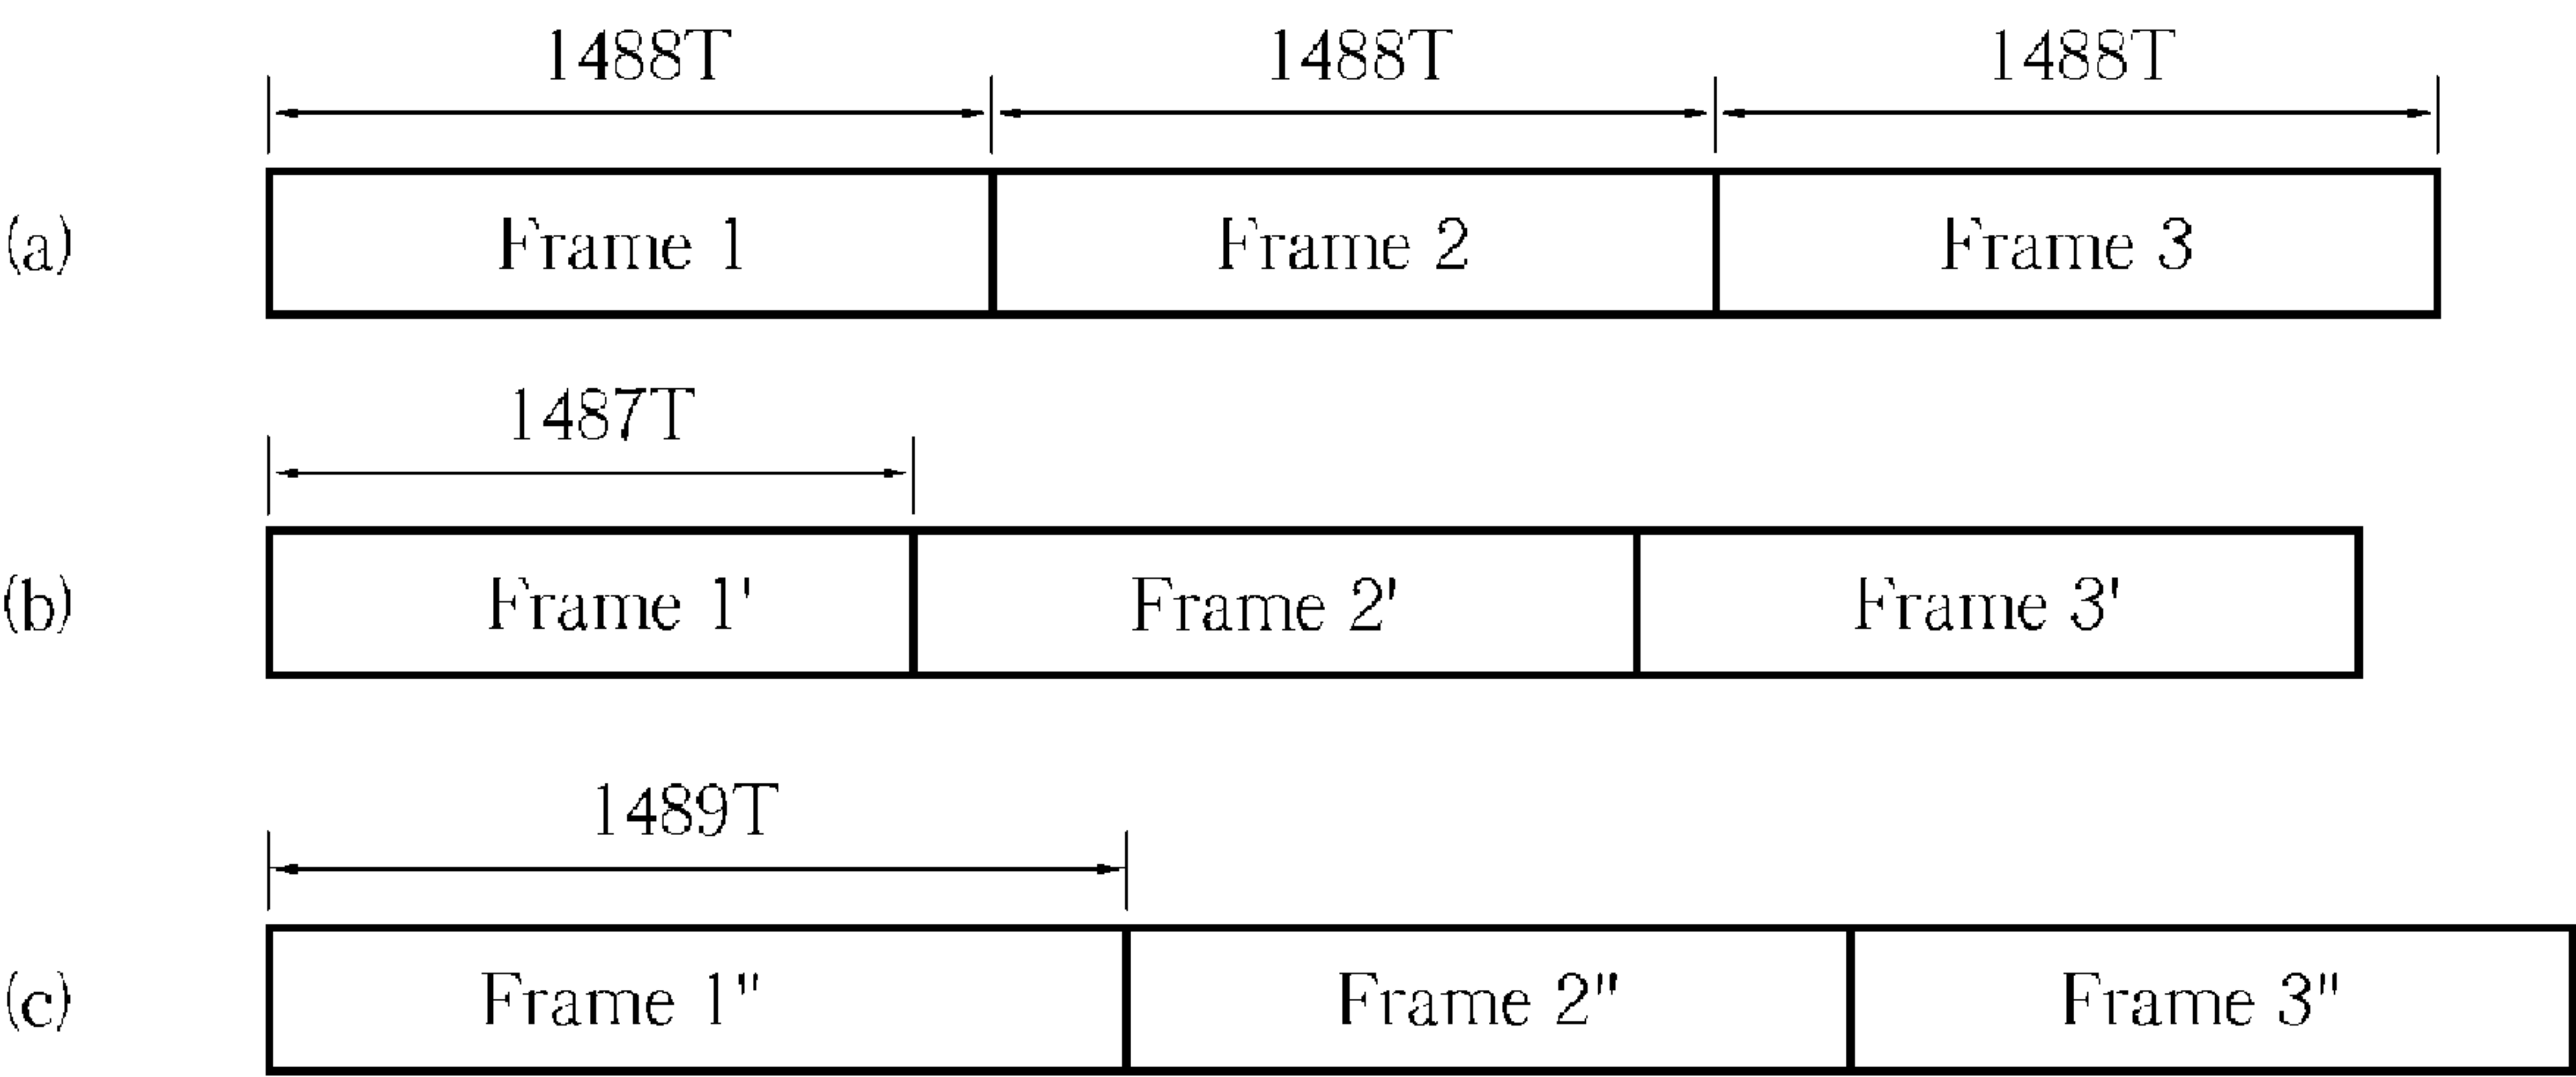 1488T 1488T 1488T
(a) Frame 1 Frame 2 Frame 3
1487T
(b) Frame 1' Frame 2' Frame 3'
1489T
(c) Frame 1" Frame 2" Frame 3"